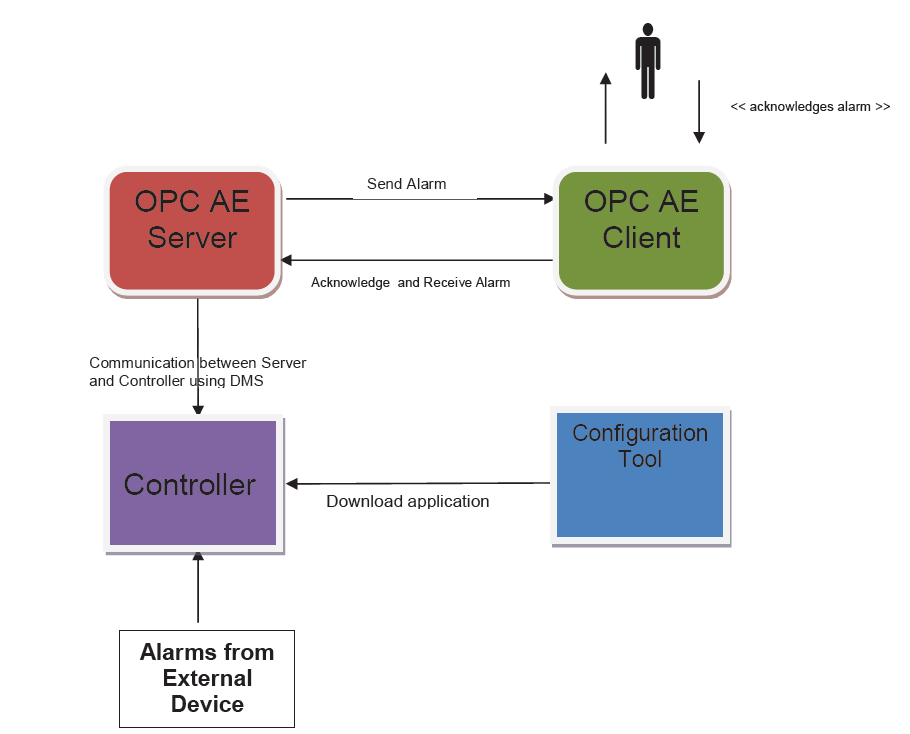 << acknowledges alarm >>
OPC AE
Server
Send Alarm
OPC AE
Client
Acknowledge and Receive Alarm
Communication between Server
and Controller using DMS
Controller
Download application
Configuration
Tool
Alarms from
External
Device